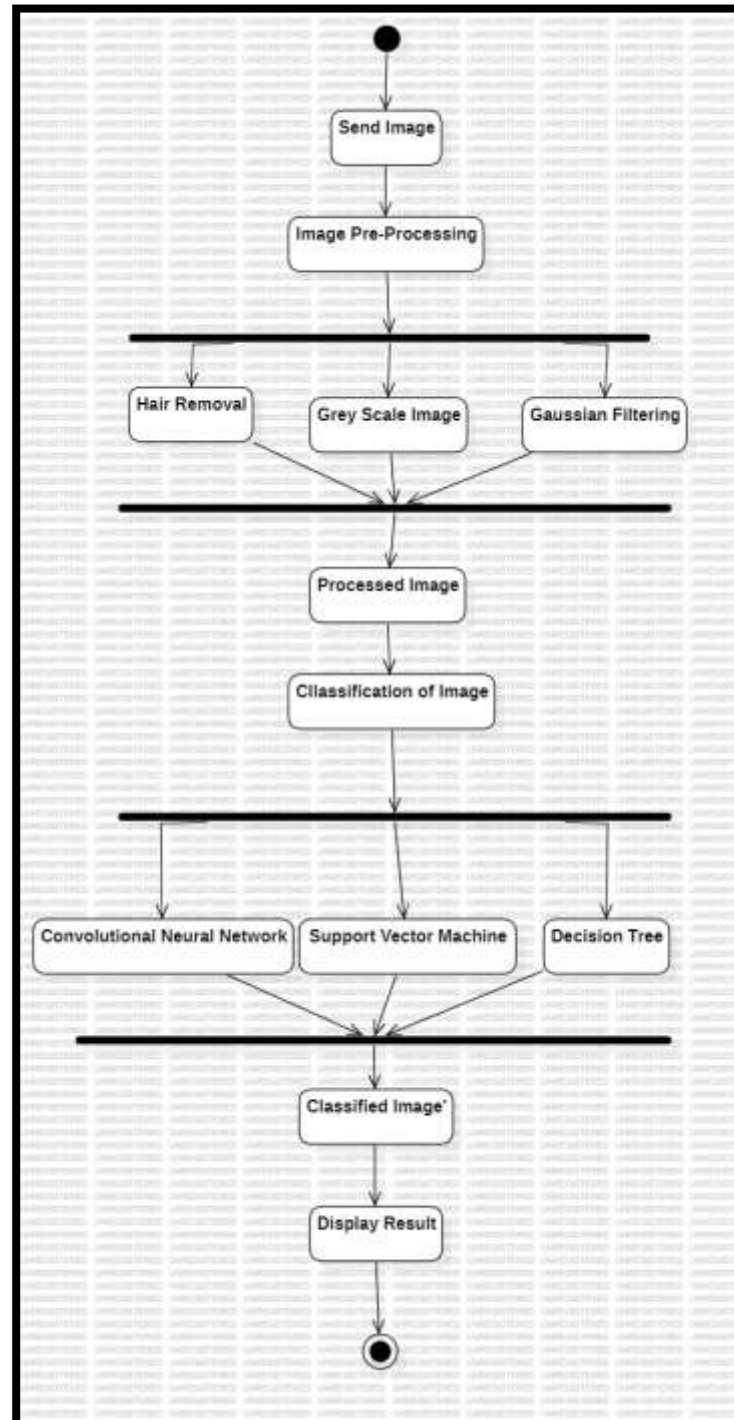 Send Image
Image Pre-Processing
Hair Removal
Grey Scale Image
Gaussian Filtering
Processed Image
Cllassification of Image
Convolutional Neural Network
Support Vector Machine
Decision Tree
Classified Image'
Display Result